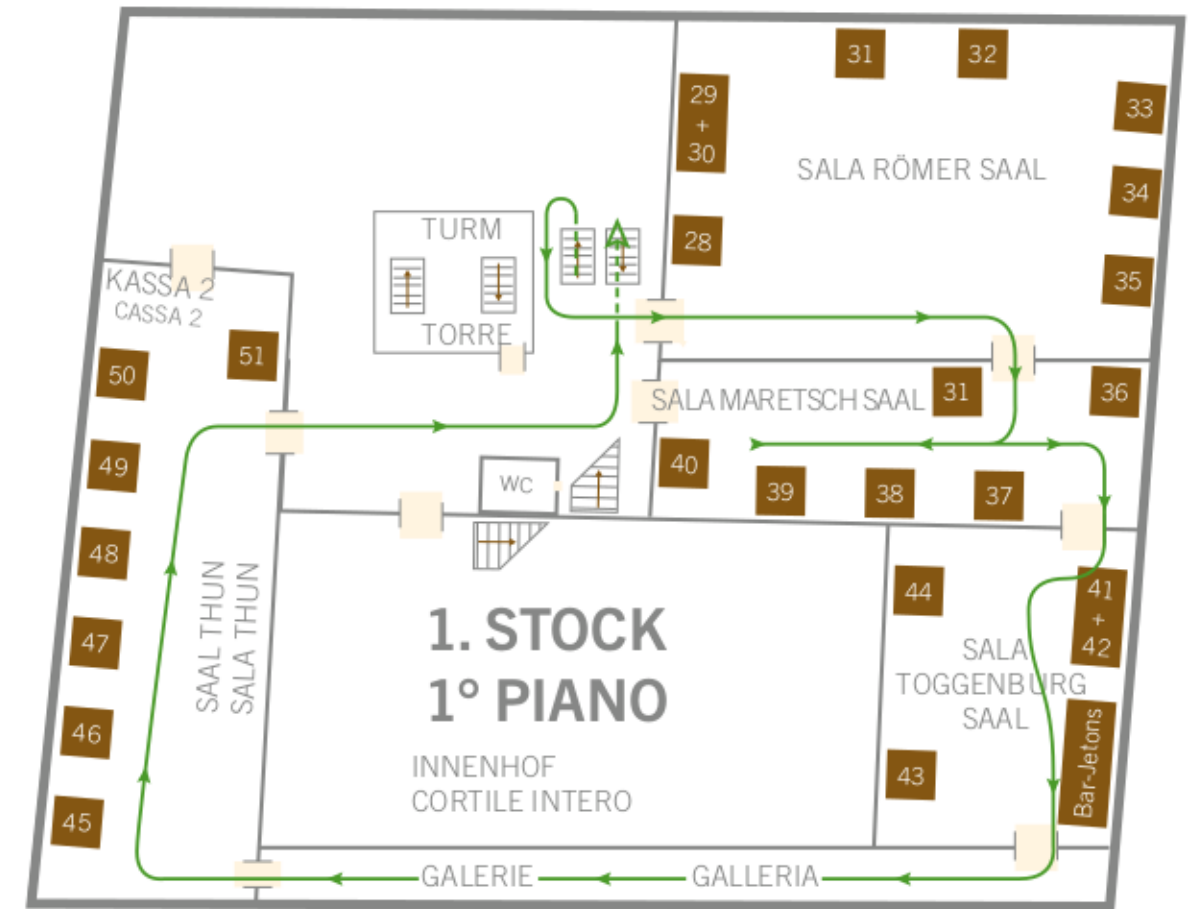 31
32
29
+
30
33
SALA RÖMER SAAL
34
28
35
TURM
TORRE
KASSA 2
CASSA 2
51
50
SALA MARETSCH SAAL
31
36
40
39
38
37
49
WC
48
47
46
45
SAAL THUN
SALA THUN
1. STOCK
1° PIANO
INNENHOF
CORTILE INTERO
44
41
+
42
SALA
TOGGENBURG
SAAL
43
Bar-Jetons
GALERIE
GALLERIA